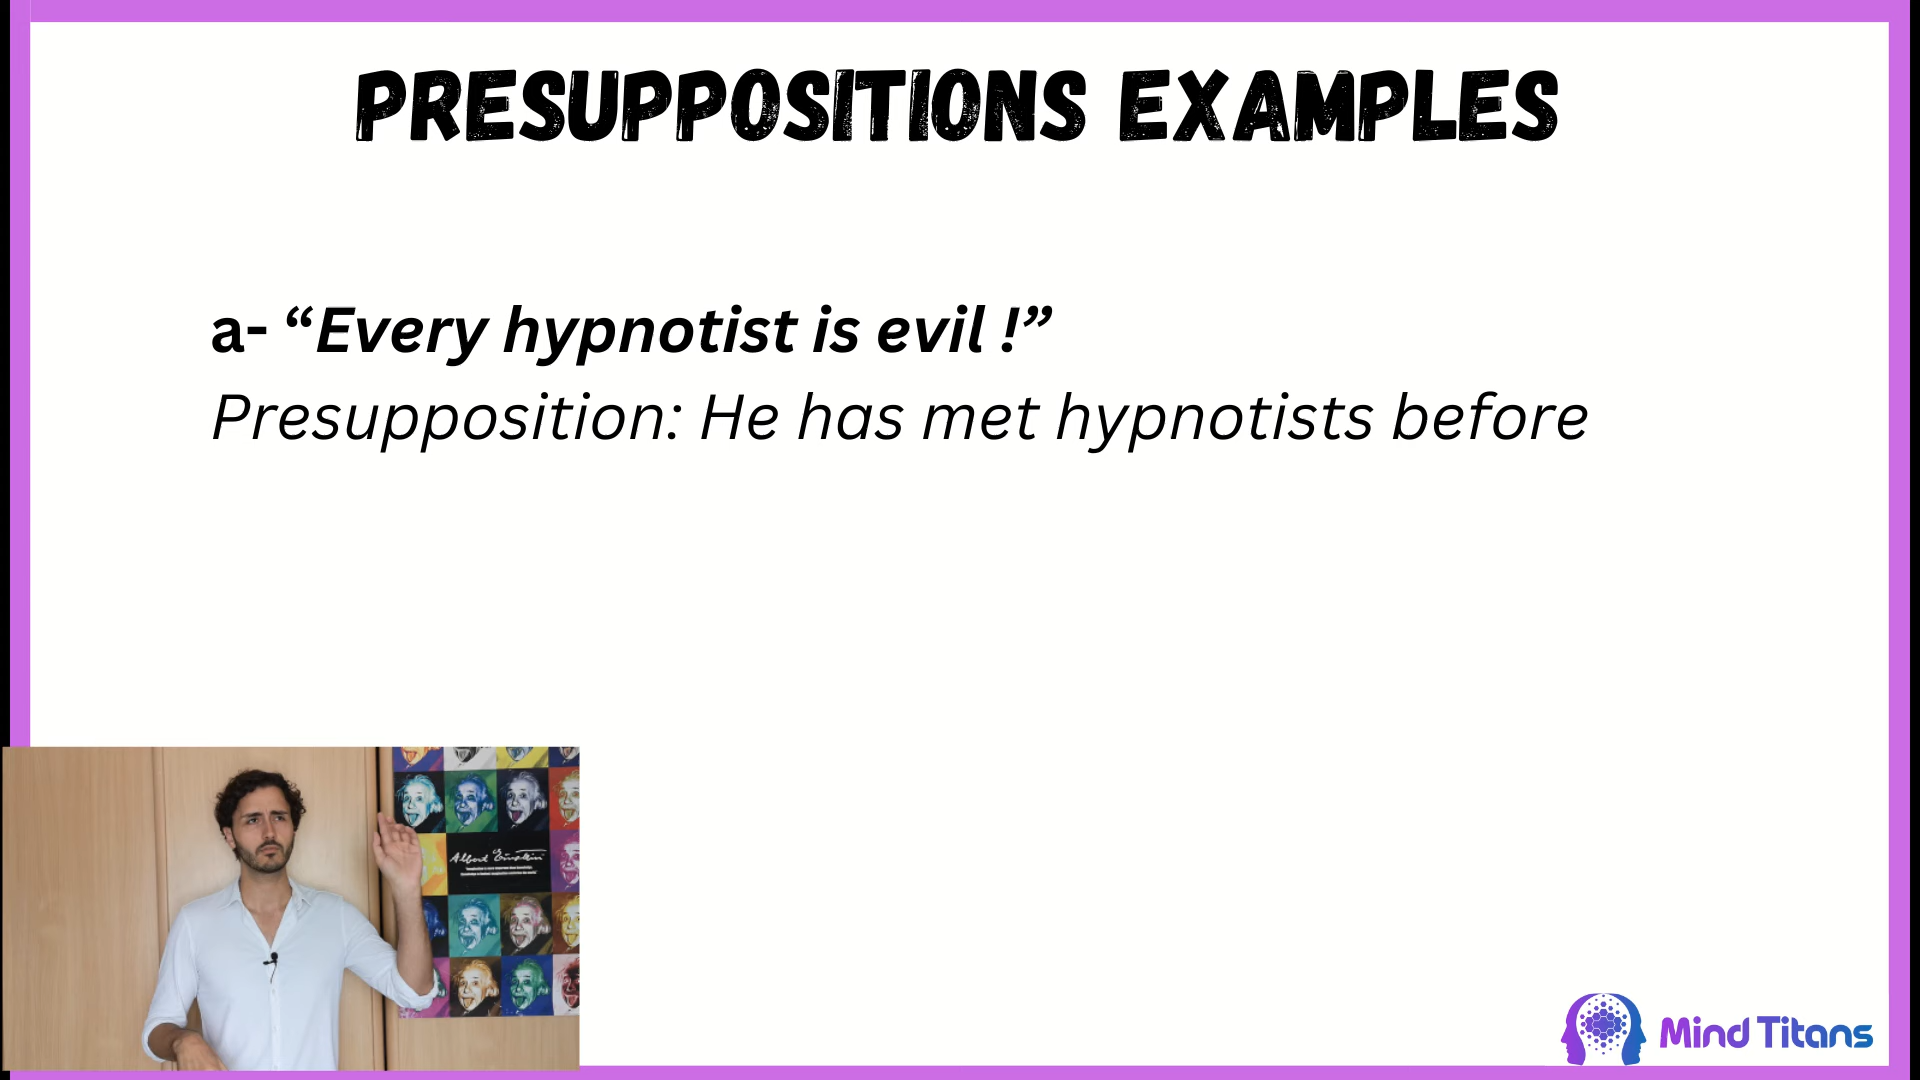 PRESUPPOSITIONS EXAMPLES
a- “Every hypnotist is evil !”
Presupposition: He has met hypnotists before
Albert Einstein
Mind Titans